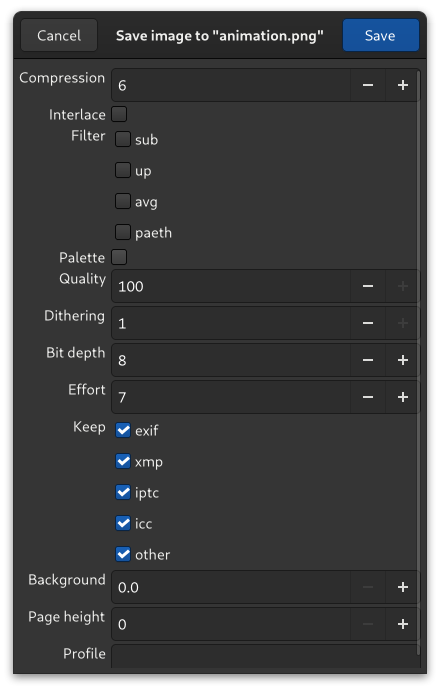 Cancel Save image to "animation.png" Save
Compression 6
Interlace
Filter sub
up
avg
paeth
Palette
Quality 100
Dithering 1
Bit depth 8
Effort 7
Keep exif
xmp
iptc
icc
other
Background 0.0
Page height 0
Profile